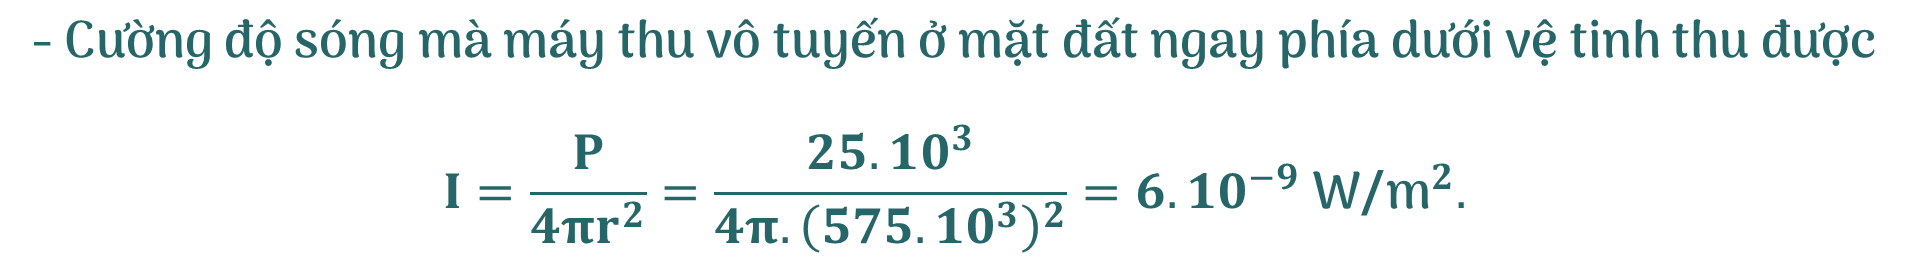 - Cường độ sóng mà máy thu vô tuyến ở mặt đất ngay phía dưới vệ tinh thu được
I = P/(4πr²) = 25.10³/(4π.(575.10³)²) = 6.10⁻⁹ W/m².